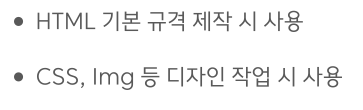 • HTML 기본 규격 제작 시 사용
• CSS, Img 등 디자인 작업 시 사용